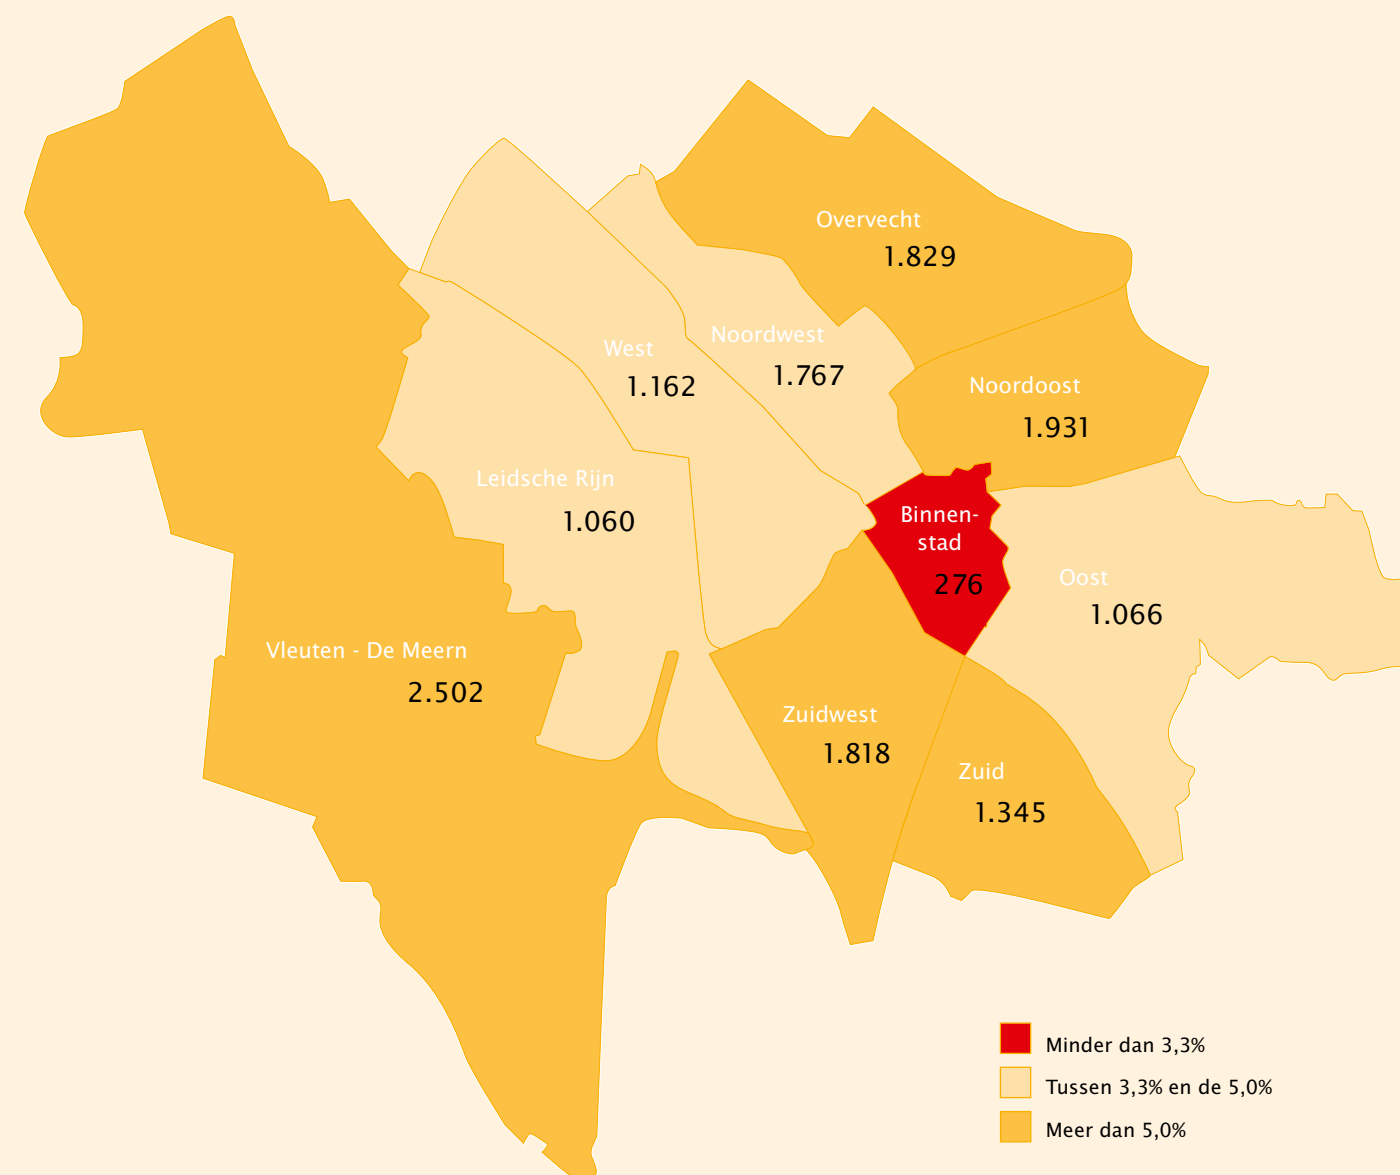 Overvecht
1.829
Noordwest
1.767
West
1.162
Noordoost
1.931
Leidsche Rijn
1.060
Binnen-
stad
276
Oost
1.066
Vleuten - De Meern
2.502
Zuidwest
1.818
Zuid
1.345
Minder dan 3,3%
Tussen 3,3% en de 5,0%
Meer dan 5,0%